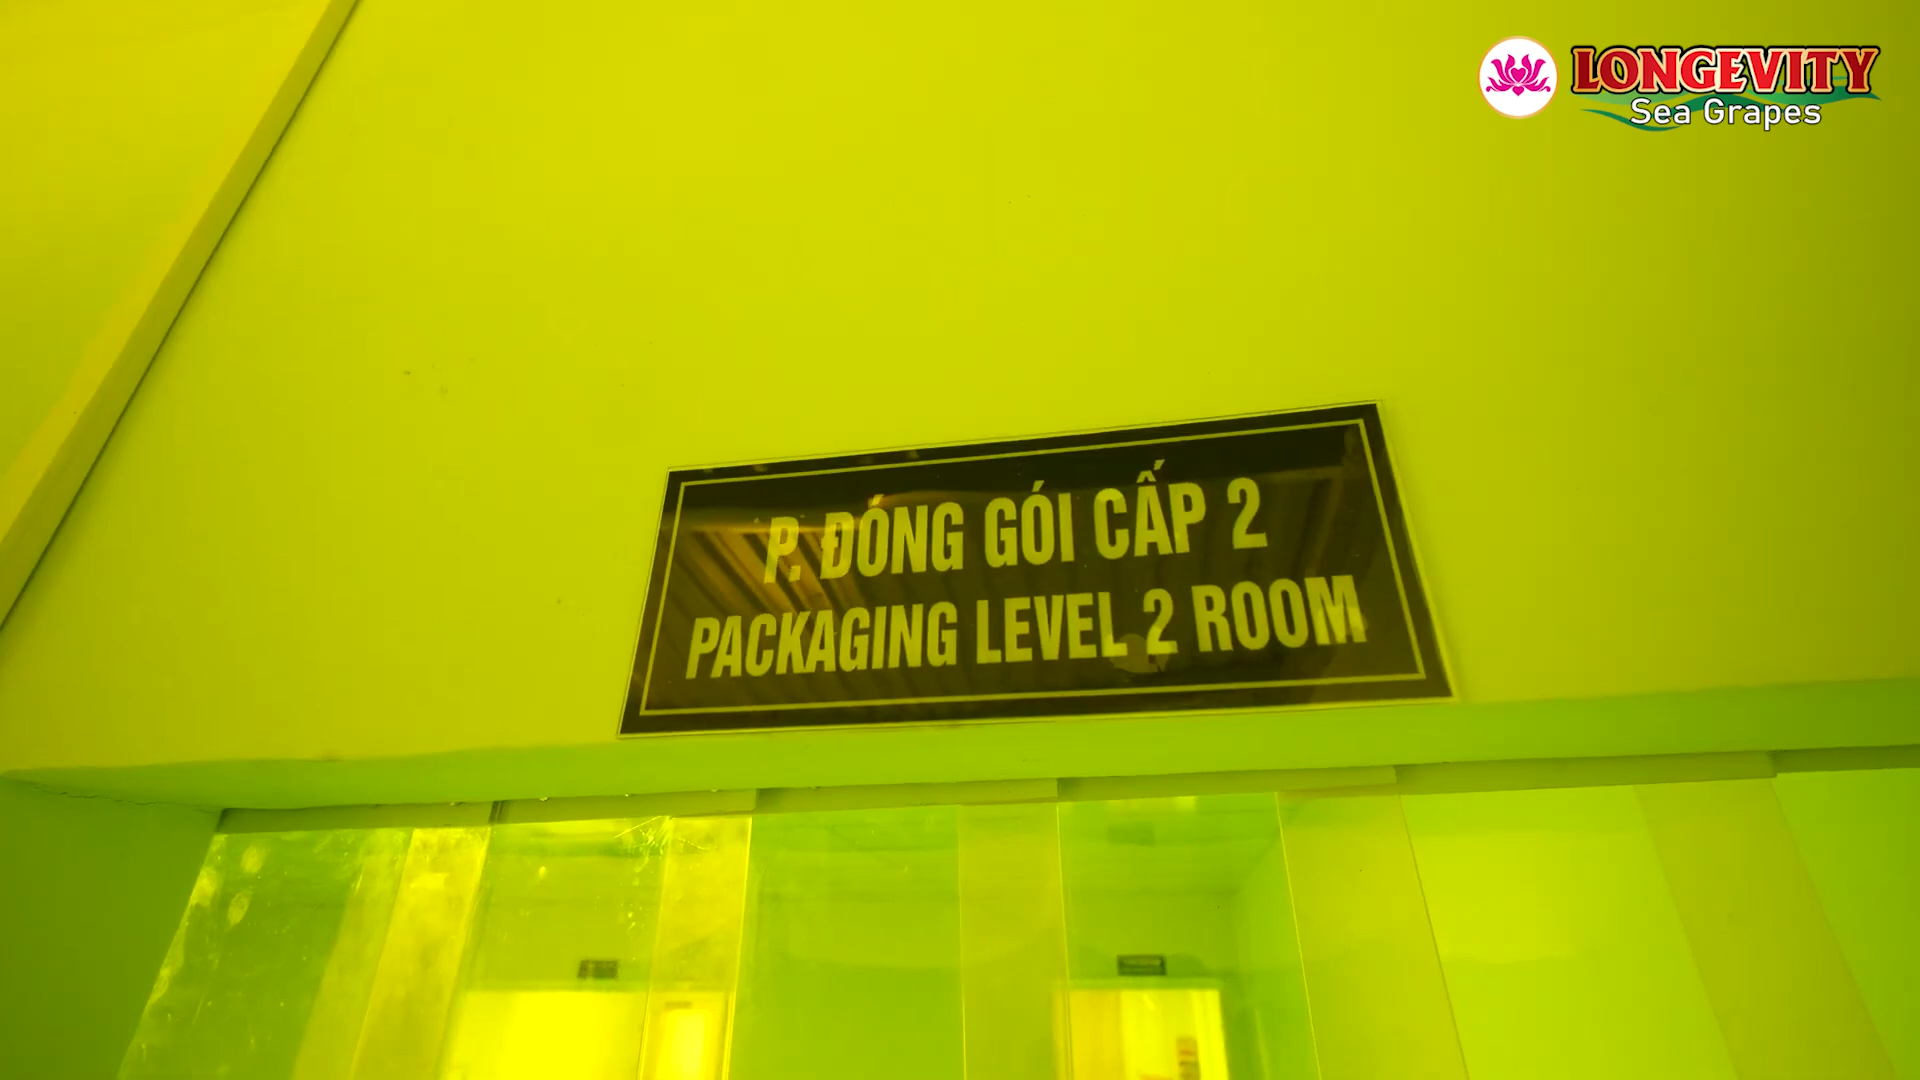 LONGEVITY
Sea Grapes
P. ĐÓNG GÓI CẤP 2
PACKAGING LEVEL 2 ROOM